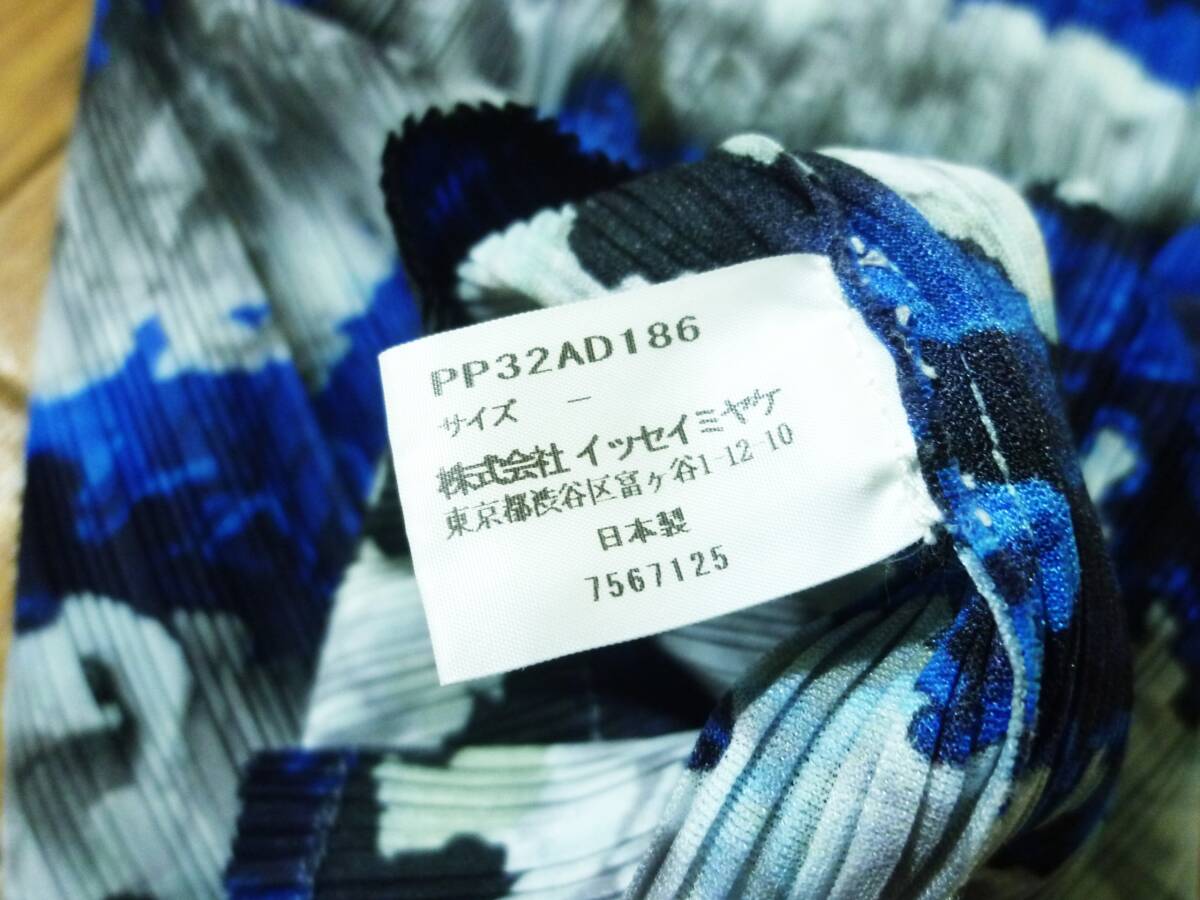 PP32AD186
サイズ －
株式会社 イッセイミヤケ
東京都渋谷区富ヶ谷1-12-10
日本製
7567125